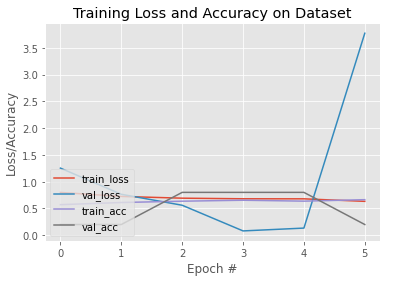 Training Loss and Accuracy on Dataset
Loss/Accuracy
3.5
3.0
2.5
2.0
1.5
1.0
0.5
0.0
train_loss
val_loss
train_acc
val_acc
0 1 2 3 4 5
Epoch #